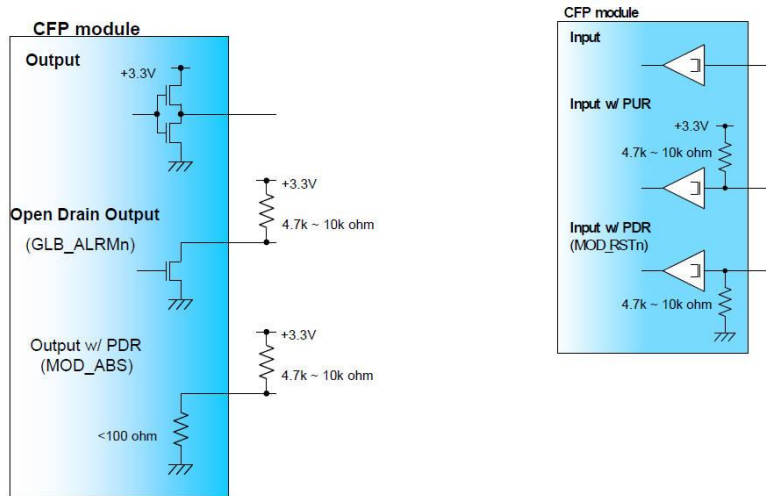 CFP module
Output
+3.3V
+3.3V
4.7k ~ 10k ohm
Open Drain Output
(GLB_ALRMn)
+3.3V
4.7k ~ 10k ohm
Output w/ PDR
(MOD_ABS)
<100 ohm
CFP module
Input
Input w/ PUR
+3.3V
4.7k ~ 10k ohm
Input w/ PDR
(MOD_RSTn)
4.7k ~ 10k ohm